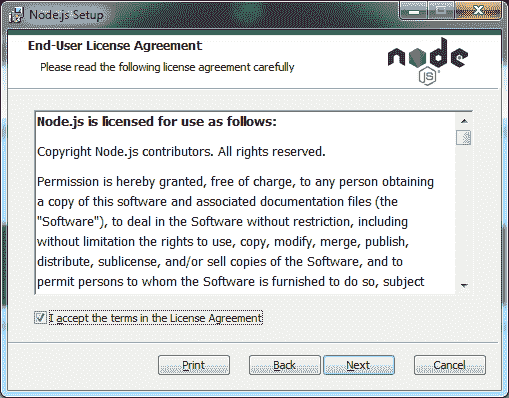 Node.js Setup
End-User License Agreement
Please read the following license agreement carefully
node
JS
Node.js is licensed for use as follows:
Copyright Node.js contributors. All rights reserved.
Permission is hereby granted, free of charge, to any person obtaining
a copy of this software and associated documentation files (the
"Software"), to deal in the Software without restriction, including
without limitation the rights to use, copy, modify, merge, publish,
distribute, sublicense, and/or sell copies of the Software, and to
permit persons to whom the Software is furnished to do so, subject
I accept the terms in the License Agreement
Print Back Next Cancel